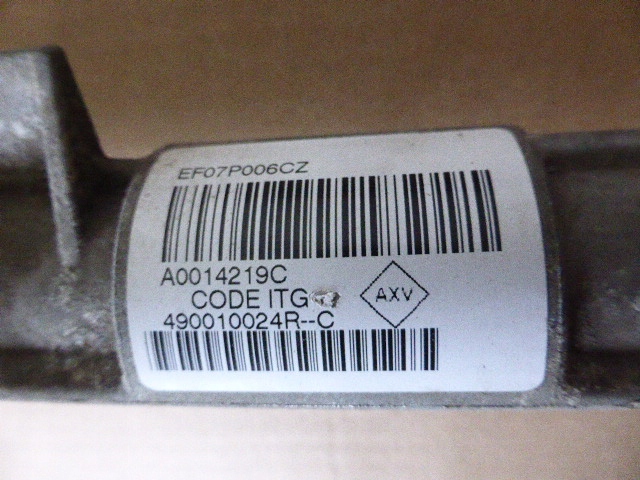 EF07P006CZ
A0014219C
CODE ITG
AXV
490010024R--C